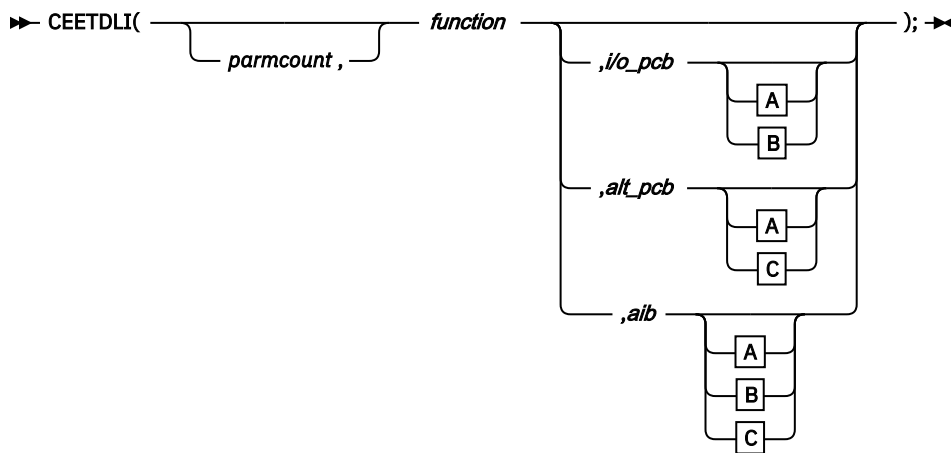 CEETDLI( function );
parmcount ,
,i/o_pcb
A
B
,alt_pcb
A
C
,aib
A
B
C